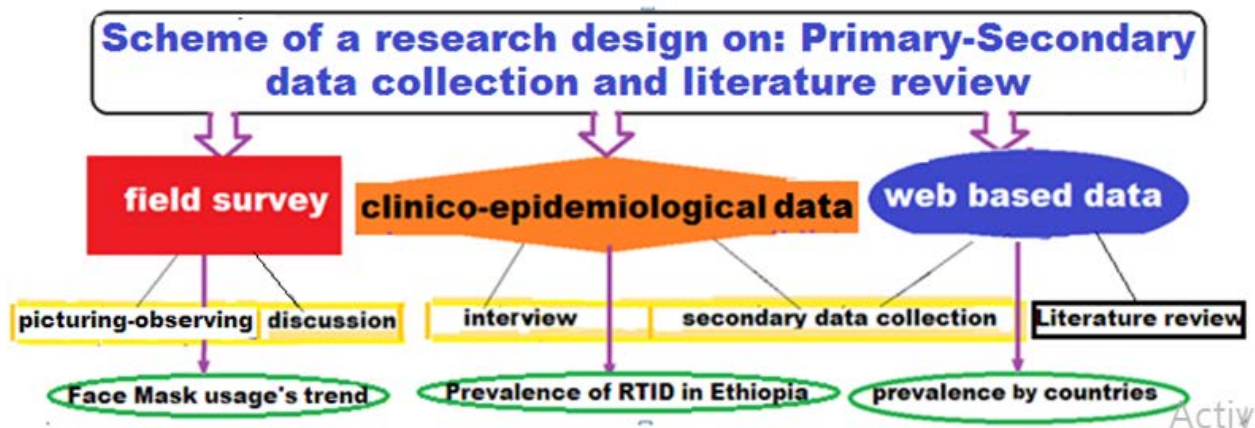 Scheme of a research design on: Primary-Secondary
data collection and literature review
field survey
clinico-epidemiological data
web based data
picturing-observing
discussion
interview
secondary data collection
Literature review
Face Mask usage's trend
Prevalence of RTID in Ethiopia
prevalence by countries